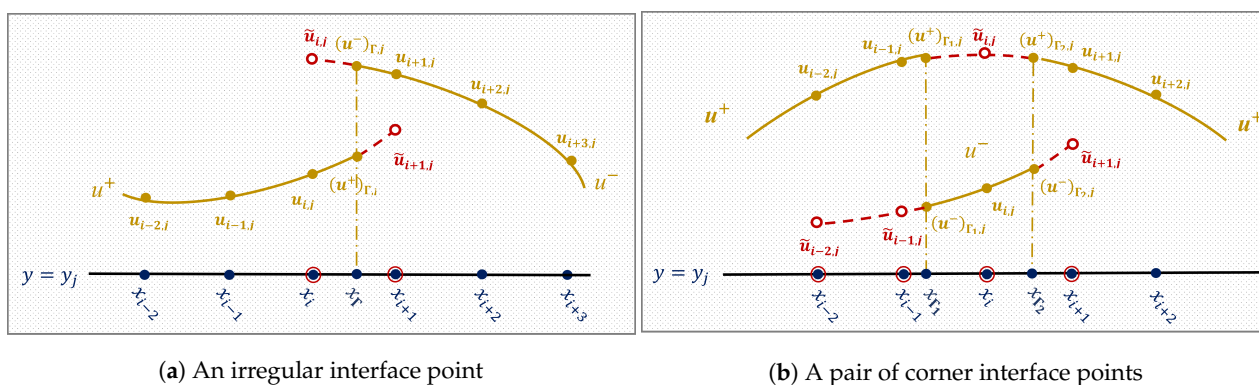 ũ_{i,j} (u⁻)_{Γ,j} u_{i+1,j}
u_{i+2,j}
u_{i+3,j}
ũ_{i+1,j}
u⁺ u⁻
(u⁺)_{Γ,j}
u_{i,j}
u_{i-2,j} u_{i-1,j}
y = y_j
x_{i-2} x_{i-1} x_i x_Γ x_{i+1} x_{i+2} x_{i+3}
(a) An irregular interface point
u_{i-1,j} (u⁺)_{Γ₁,j} ũ_{i,j} (u⁺)_{Γ₂,j} u_{i+1,j}
u_{i-2,j} u_{i+2,j}
u⁺ u⁺
u⁻
ũ_{i+1,j}
(u⁻)_{Γ₂,j}
u_{i,j}
(u⁻)_{Γ₁,j}
ũ_{i-2,j} ũ_{i-1,j}
y = y_j
x_{i-2} x_{i-1} x_{Γ₁} x_i x_{Γ₂} x_{i+1} x_{i+2}
(b) A pair of corner interface points